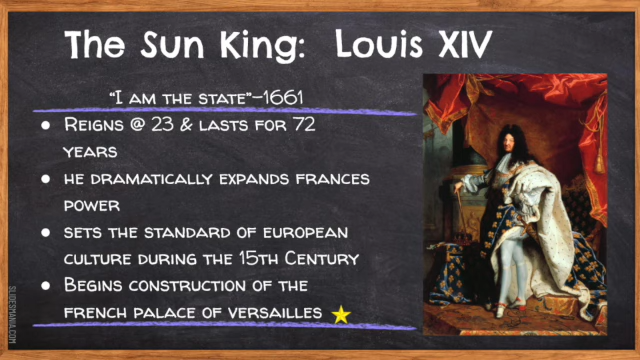 The Sun King: Louis XIV
"I am the state"–1661
• Reigns @ 23 & lasts for 72
years
• he dramatically expands frances
power
• sets the standard of european
culture during the 15th Century
• Begins construction of the
french palace of versailles
SLIDESMANIA.COM